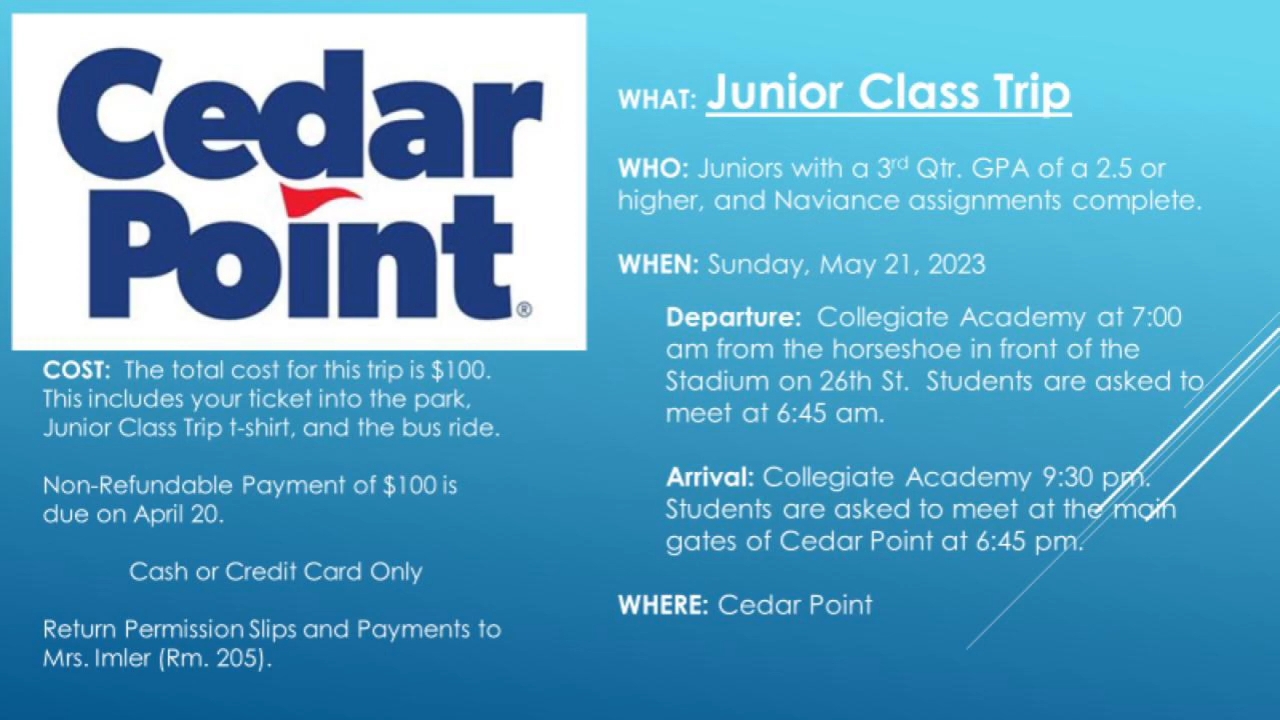 Cedar
Point®
COST: The total cost for this trip is $100.
This includes your ticket into the park,
Junior Class Trip t-shirt, and the bus ride.
Non-Refundable Payment of $100 is
due on April 20.
Cash or Credit Card Only
Return Permission Slips and Payments to
Mrs. Imler (Rm. 205).
WHAT: Junior Class Trip
WHO: Juniors with a 3rd Qtr. GPA of a 2.5 or
higher, and Naviance assignments complete.
WHEN: Sunday, May 21, 2023
Departure: Collegiate Academy at 7:00
am from the horseshoe in front of the
Stadium on 26th St. Students are asked to
meet at 6:45 am.
Arrival: Collegiate Academy 9:30 pm.
Students are asked to meet at the main
gates of Cedar Point at 6:45 pm.
WHERE: Cedar Point